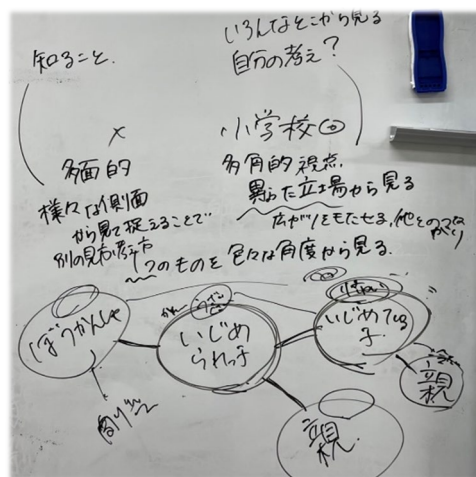 知ること.
いろんなとこから見る
自分の考え?
×
小学校
多面的
多角的視点.
様々な側面
から見て捉えることで
別の見方考え方
異った立場から見る
広がりをもたせる,他とのつながり
1つのものを色々な角度から見る.
ぼうかんしゃ
いじめ
られっ子
いじめている
子
親.
親